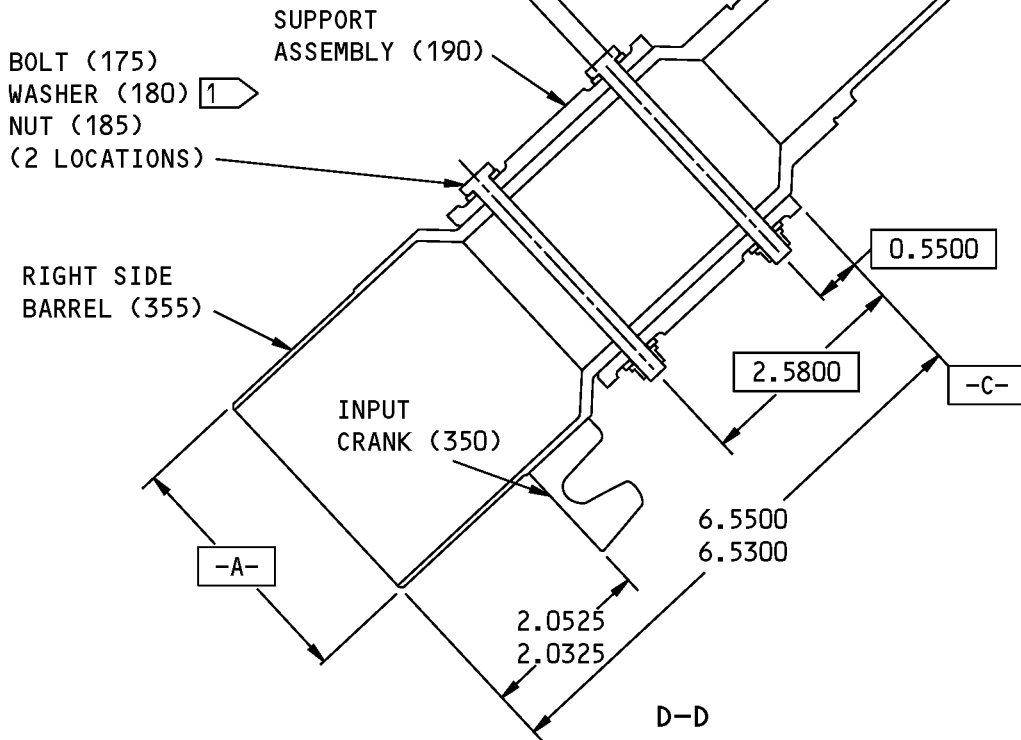 SUPPORT
ASSEMBLY (190)
BOLT (175)
WASHER (180) 1
NUT (185)
(2 LOCATIONS)
RIGHT SIDE
BARREL (355)
0.5500
2.5800
-C-
INPUT
CRANK (350)
6.5500
6.5300
-A-
2.0525
2.0325
D-D